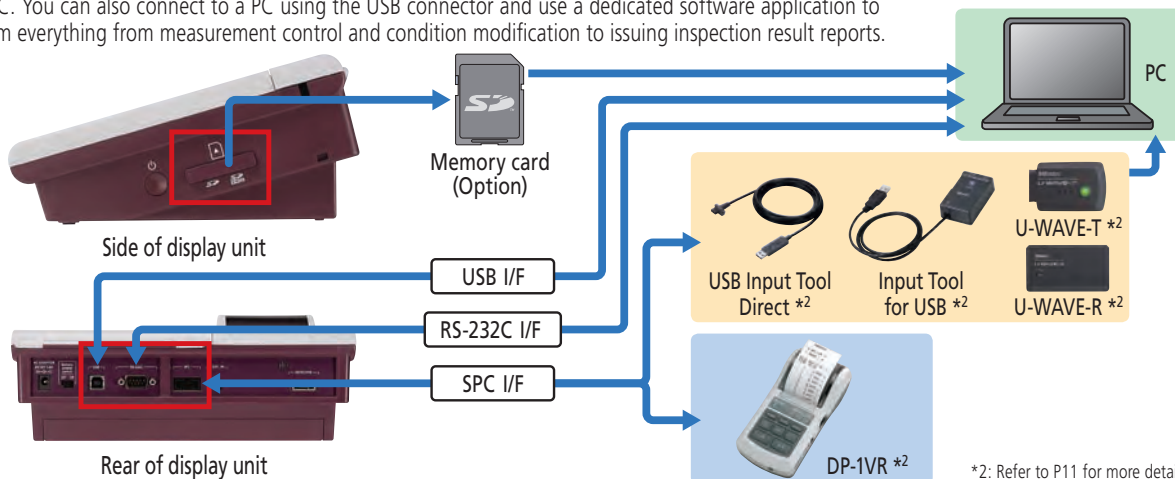 C. You can also connect to a PC using the USB connector and use a dedicated software application to
m everything from measurement control and condition modification to issuing inspection result reports.
PC
SD
Memory card
(Option)
Side of display unit
USB I/F
RS-232C I/F
SPC I/F
USB Input Tool
Direct *2
Input Tool
for USB *2
U-WAVE-T *2
U-WAVE-R *2
DP-1VR *2
Rear of display unit
*2: Refer to P11 for more deta